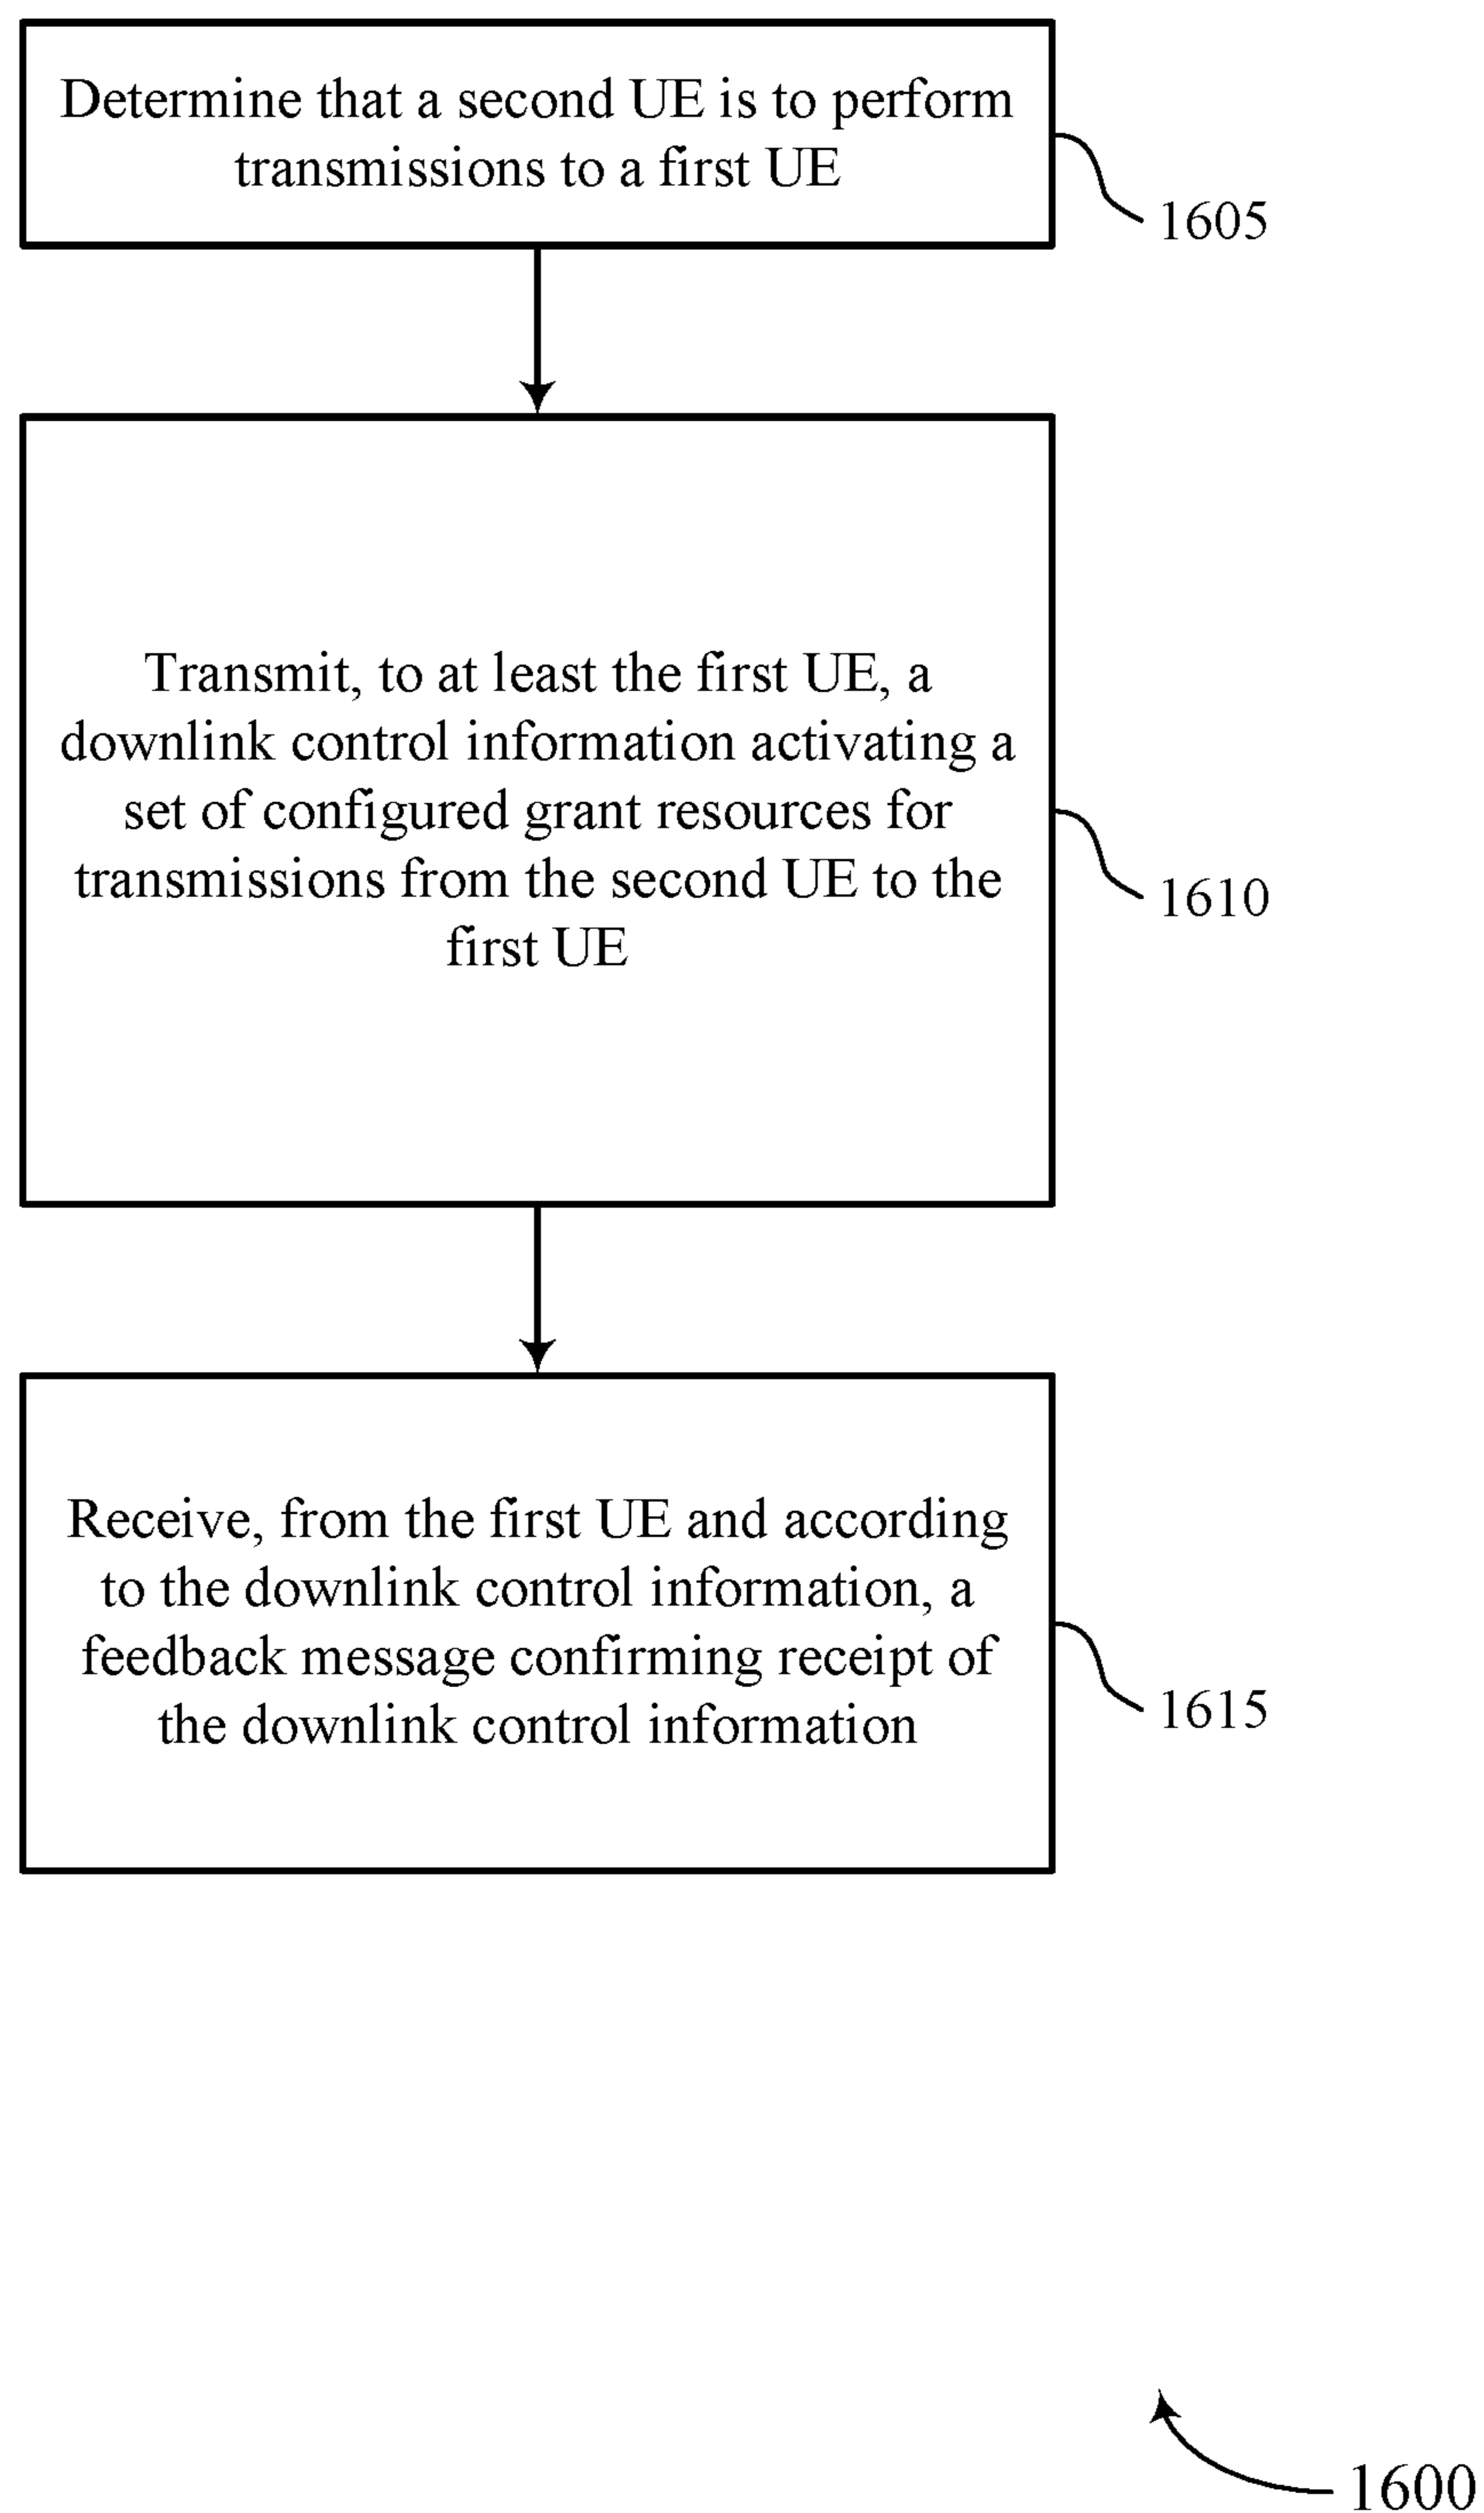 Determine that a second UE is to perform
transmissions to a first UE
1605
Transmit, to at least the first UE, a
downlink control information activating a
set of configured grant resources for
transmissions from the second UE to the
first UE
1610
Receive, from the first UE and according
to the downlink control information, a
feedback message confirming receipt of
the downlink control information
1615
1600